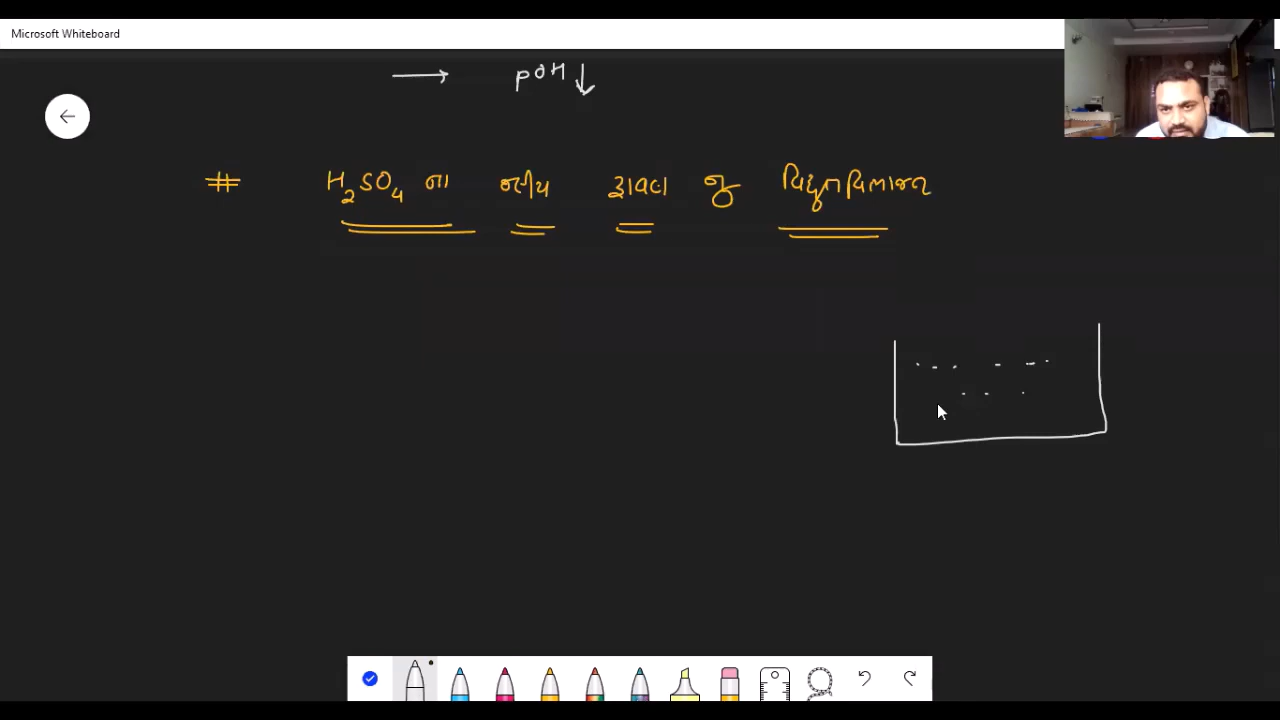 Microsoft Whiteboard
⟶ pOH ↓
# H₂SO₄ ના જલીય દ્રાવણ નું વિદ્યુતવિભાજન